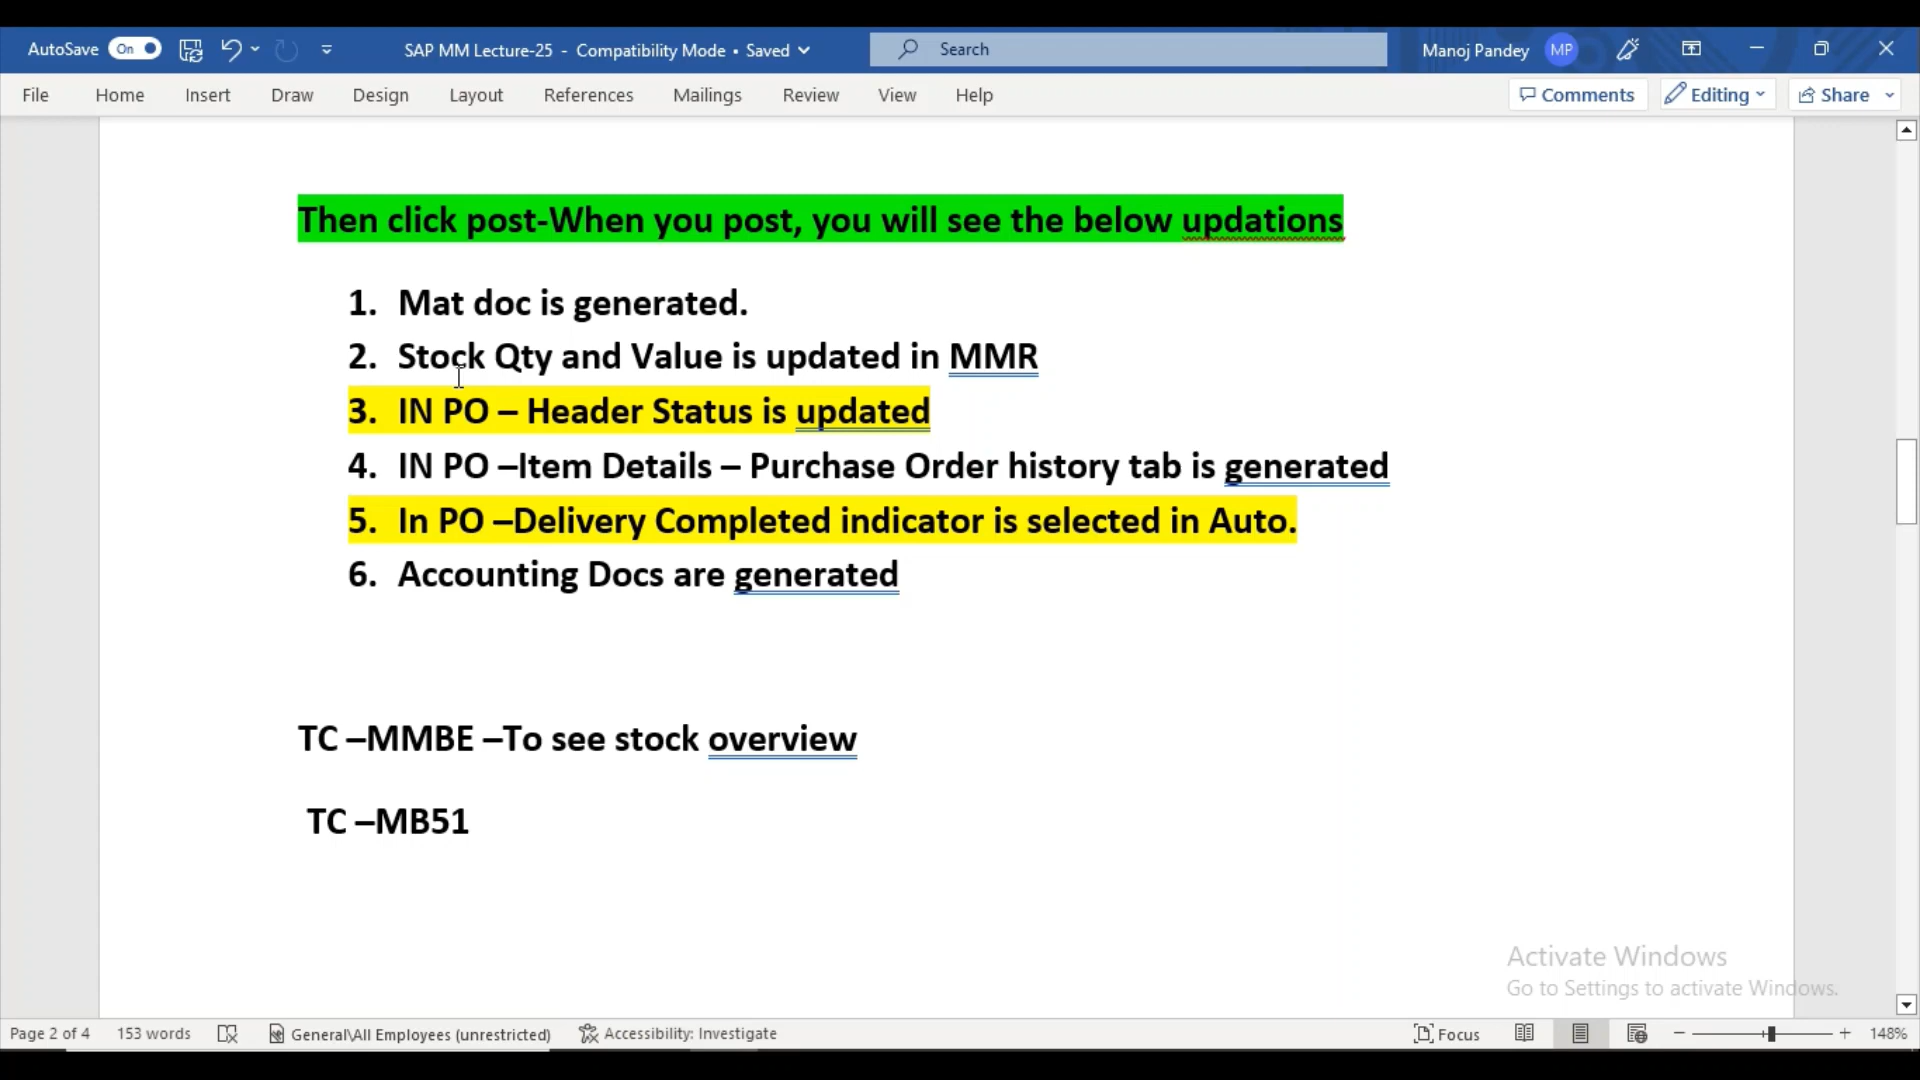 AutoSave On SAP MM Lecture-25 - Compatibility Mode • Saved Search Manoj Pandey MP
File Home Insert Draw Design Layout References Mailings Review View Help Comments Editing Share
Then click post-When you post, you will see the below updations
1. Mat doc is generated.
2. Stock Qty and Value is updated in MMR
3. IN PO – Header Status is updated
4. IN PO –Item Details – Purchase Order history tab is generated
5. In PO –Delivery Completed indicator is selected in Auto.
6. Accounting Docs are generated
TC –MMBE –To see stock overview
TC –MB51
Activate Windows
Go to Settings to activate Windows.
Page 2 of 4 153 words General\All Employees (unrestricted) Accessibility: Investigate Focus 148%